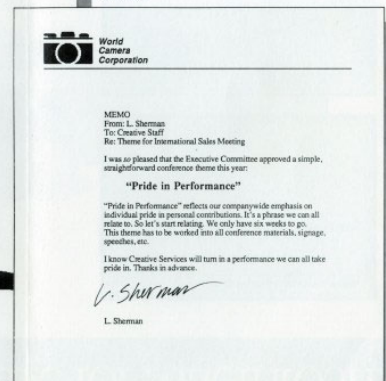 World
Camera
Corporation
MEMO
From: L. Sherman
To: Creative Staff
Re: Theme for International Sales Meeting
I was so pleased that the Executive Committee approved a simple,
straightforward conference theme this year:
“Pride in Performance”
“Pride in Performance” reflects our companywide emphasis on
individual pride in personal contributions. It's a phrase we can all
relate to. So let's start relating. We only have six weeks to go.
This theme has to be worked into all conference materials, signage,
speeches, etc.
I know Creative Services will turn in a performance we can all take
pride in. Thanks in advance.
L. Sherman
L. Sherman